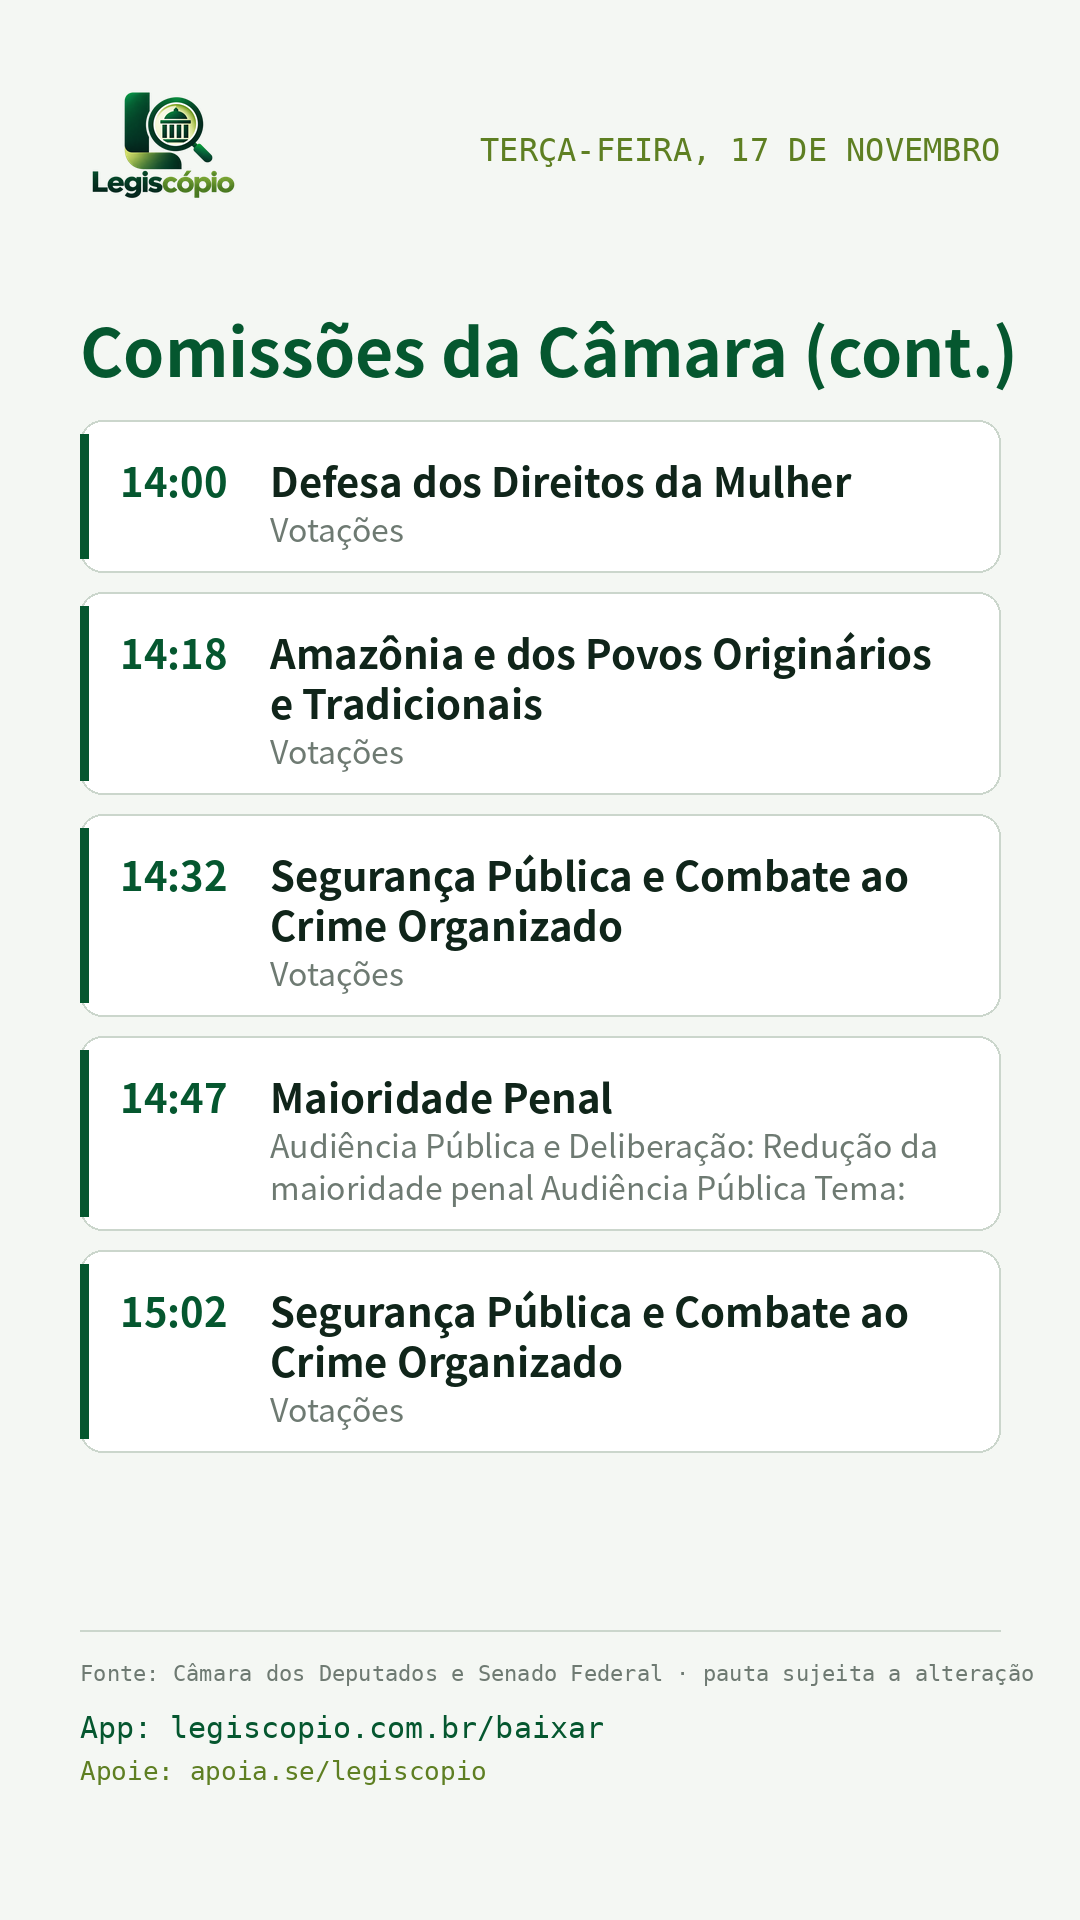 Legiscópio
TERÇA-FEIRA, 17 DE NOVEMBRO
Comissões da Câmara (cont.)
14:00 Defesa dos Direitos da Mulher
Votações
14:18 Amazônia e dos Povos Originários
e Tradicionais
Votações
14:32 Segurança Pública e Combate ao
Crime Organizado
Votações
14:47 Maioridade Penal
Audiência Pública e Deliberação: Redução da
maioridade penal Audiência Pública Tema:
15:02 Segurança Pública e Combate ao
Crime Organizado
Votações
Fonte: Câmara dos Deputados e Senado Federal · pauta sujeita a alteração
App: legiscopio.com.br/baixar
Apoie: apoia.se/legiscopio